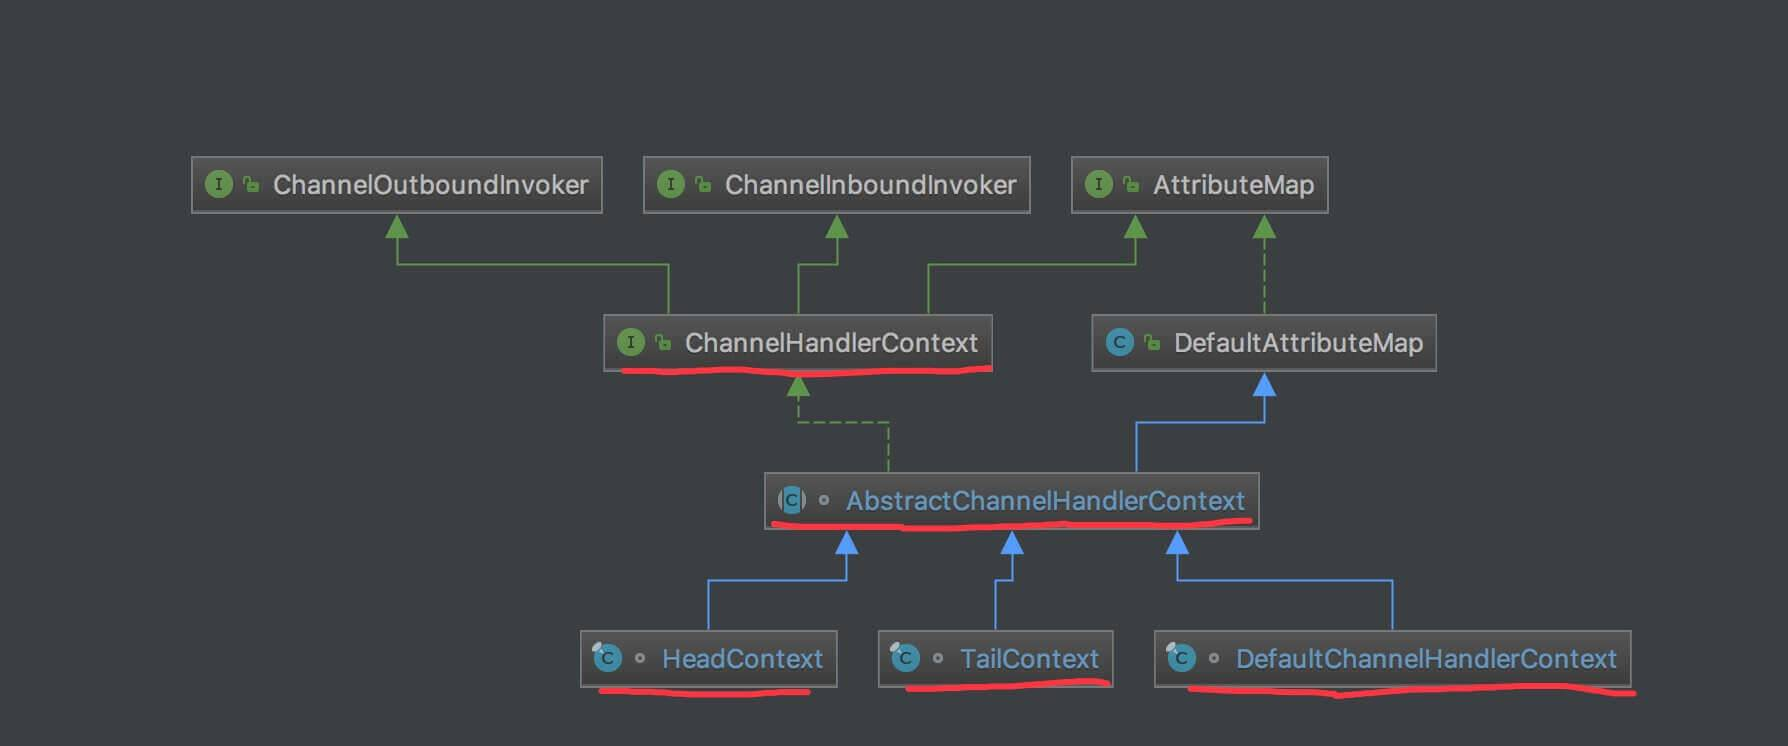 I ChannelOutboundInvoker
I ChannelInboundInvoker
I AttributeMap
I ChannelHandlerContext
C DefaultAttributeMap
C AbstractChannelHandlerContext
C HeadContext
C TailContext
C DefaultChannelHandlerContext